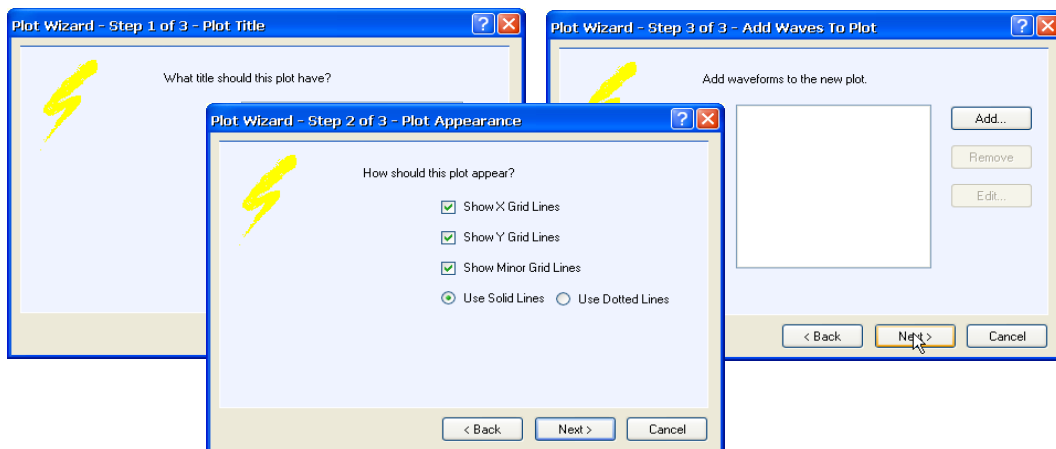 Plot Wizard - Step 1 of 3 - Plot Title
What title should this plot have?
Plot Wizard - Step 2 of 3 - Plot Appearance
How should this plot appear?
Show X Grid Lines
Show Y Grid Lines
Show Minor Grid Lines
Use Solid Lines Use Dotted Lines
< Back Next > Cancel
Plot Wizard - Step 3 of 3 - Add Waves To Plot
Add waveforms to the new plot.
Add...
Remove
Edit...
< Back Next > Cancel